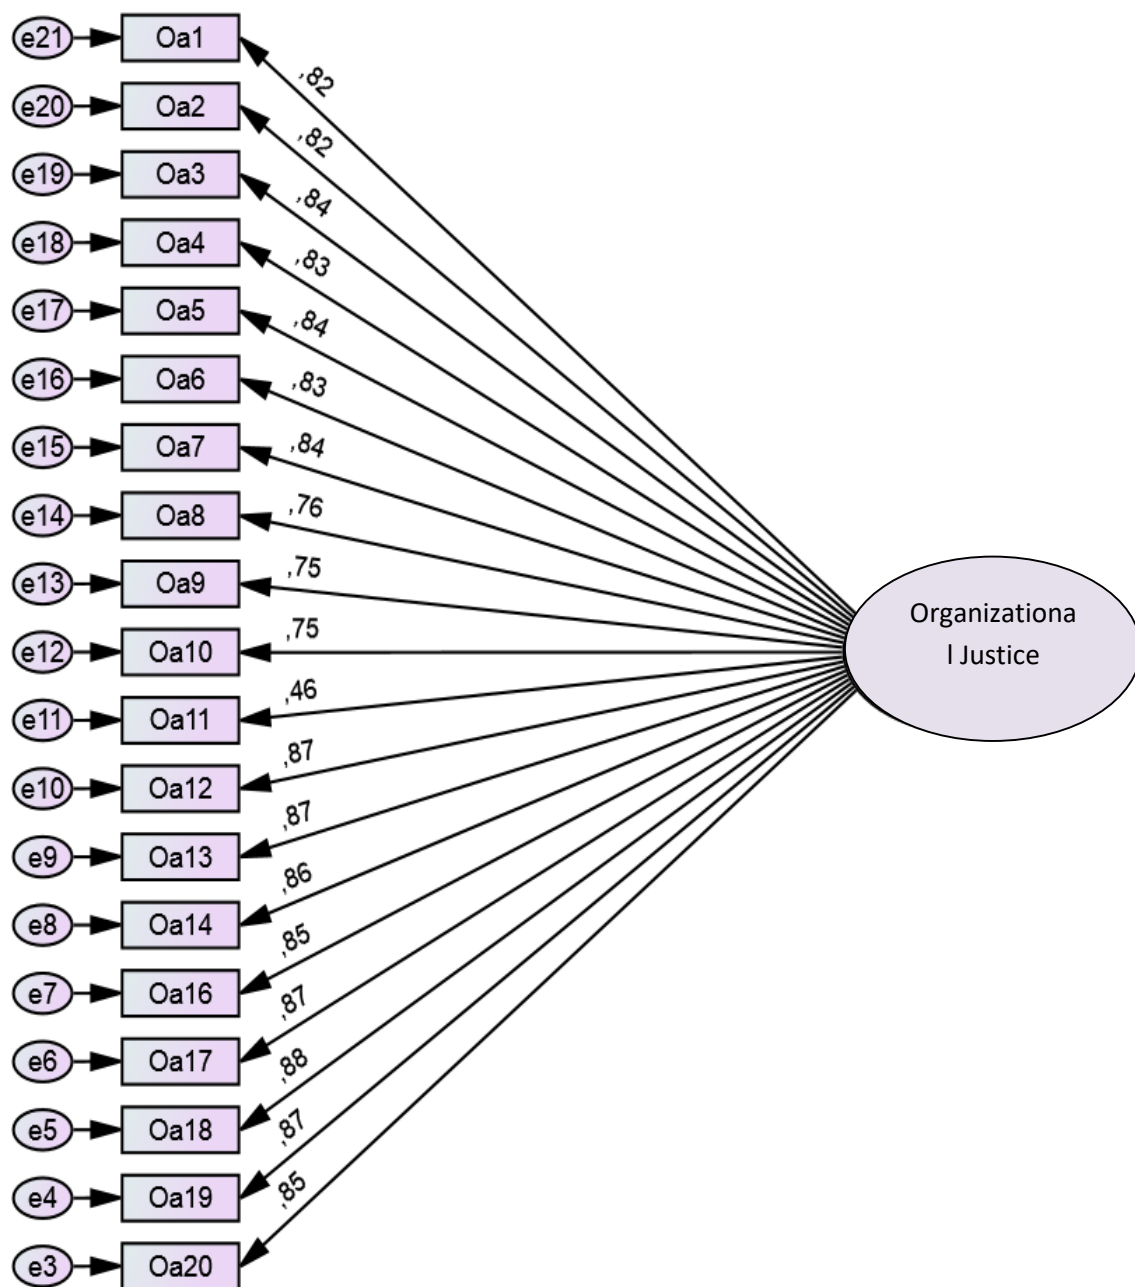 e21 Oa1 ,82
e20 Oa2 ,82
e19 Oa3 ,84
e18 Oa4 ,83
e17 Oa5 ,84
e16 Oa6 ,83
e15 Oa7 ,84
e14 Oa8 ,76
e13 Oa9 ,75
Organizationa
l Justice
e12 Oa10 ,75
e11 Oa11 ,46
e10 Oa12 ,87
e9 Oa13 ,87
e8 Oa14 ,86
e7 Oa16 ,85
e6 Oa17 ,87
e5 Oa18 ,88
e4 Oa19 ,87
e3 Oa20 ,85